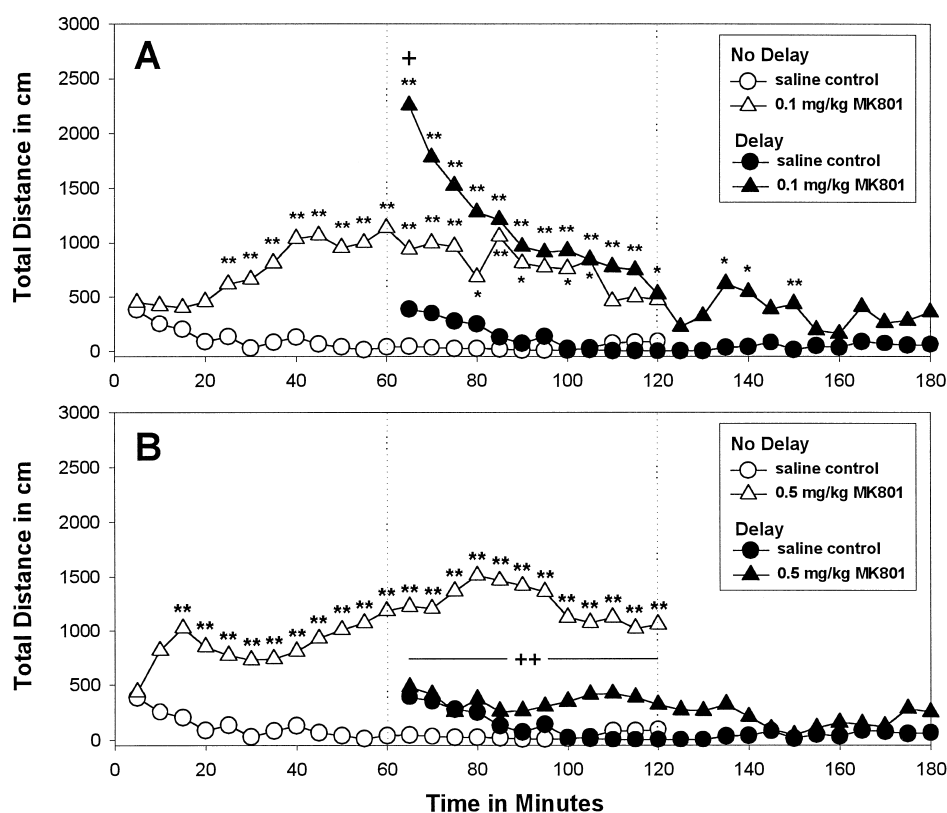 A
Total Distance in cm
3000
2500
2000
1500
1000
500
0
+
**
**
**
**
**
**
**
**
**
**
**
*
** ** ** ** ** ** ** ** ** ** **
*
**
*
*
*
* * **
No Delay
saline control
0.1 mg/kg MK801
Delay
saline control
0.1 mg/kg MK801
0 20 40 60 80 100 120 140 160 180
B
Total Distance in cm
3000
2500
2000
1500
1000
500
0
** ** ** ** ** ** ** ** ** ** ** ** ** ** ** ** ** ** ** ** ** **
++
No Delay
saline control
0.5 mg/kg MK801
Delay
saline control
0.5 mg/kg MK801
0 20 40 60 80 100 120 140 160 180
Time in Minutes